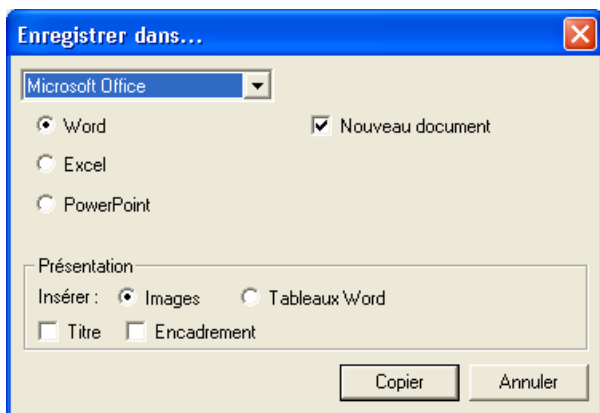 Enregistrer dans...
Microsoft Office
Word Nouveau document
Excel
PowerPoint
Présentation
Insérer : Images Tableaux Word
Titre Encadrement
Copier Annuler